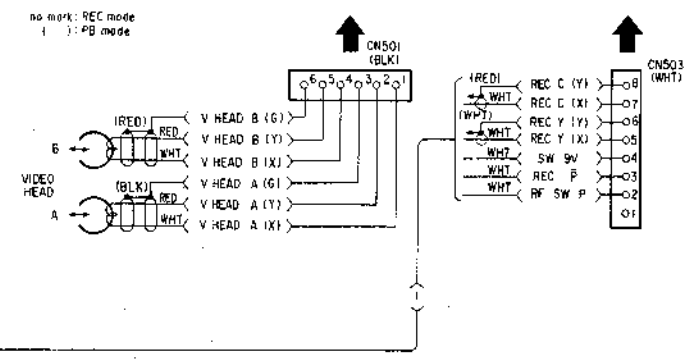 no mark: REC mode
( ): PB mode
CN501
(BLK)
6 5 4 3 2 1
(RED)
V HEAD B (G)
RED
V HEAD B (Y)
WHT
V HEAD B (X)
B
VIDEO
HEAD
A
(BLK)
V HEAD A (G)
RED
V HEAD A (Y)
WHT
V HEAD A (X)
CN503
(WHT)
(RED)
REC C (Y)
8
WHT
REC C (X)
7
(WHT)
REC Y (Y)
6
WHT
REC Y (X)
5
WHT
SW 9V
4
WHT
REC P
3
WHT
RF SW P
2
1